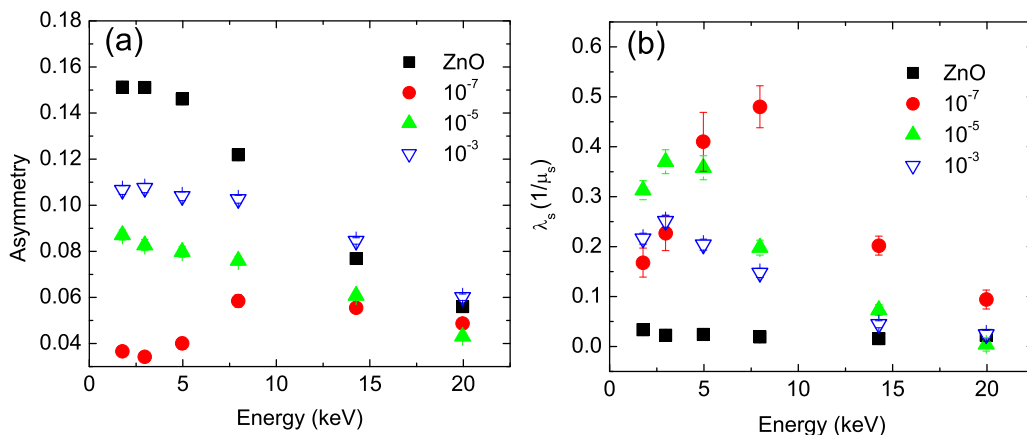 (a)
0.18
0.16
0.14
0.12
0.10
0.08
0.06
0.04
Asymmetry
ZnO
10⁻⁷
10⁻⁵
10⁻³
0 5 10 15 20
Energy (keV)
(b)
0.6
0.5
0.4
0.3
0.2
0.1
0.0
λₛ (1/μₛ)
ZnO
10⁻⁷
10⁻⁵
10⁻³
0 5 10 15 20
Energy (keV)